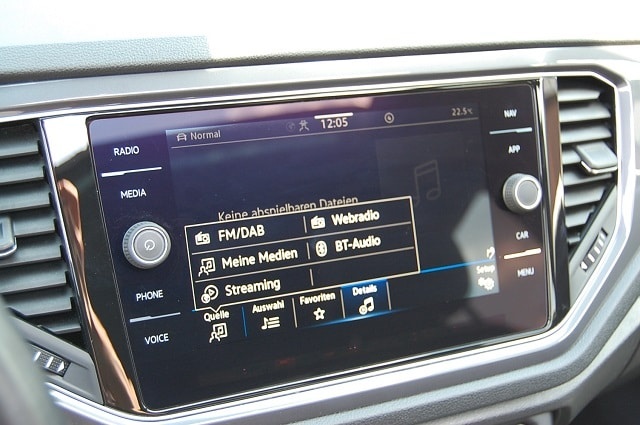 RADIO
MEDIA
PHONE
VOICE
Normal
12:05
22.5°C
NAV
APP
CAR
MENU
Keine abspielbaren Dateien
FM/DAB
Webradio
Meine Medien
BT-Audio
Streaming
Quelle
Auswahl
Favoriten
Details
Setup